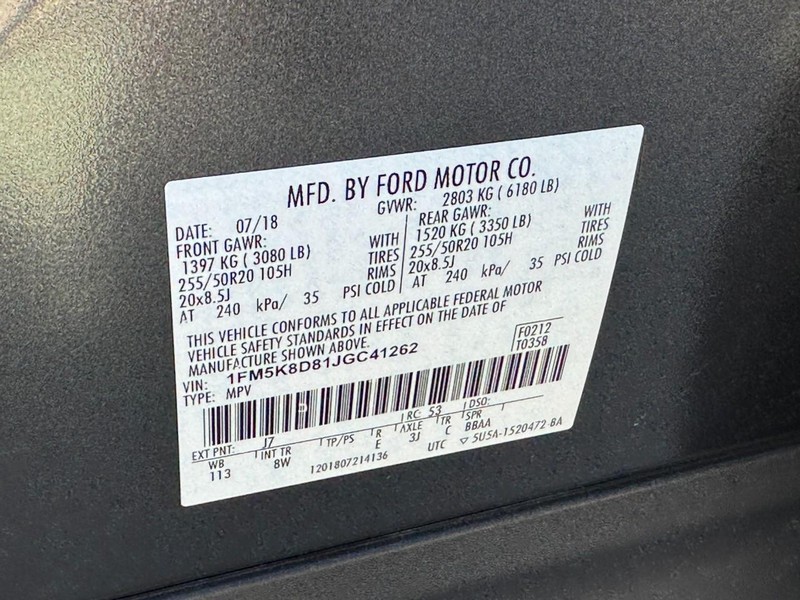 MFD. BY FORD MOTOR CO.
DATE: 07/18 GVWR: 2803 KG ( 6180 LB)
FRONT GAWR: WITH REAR GAWR: WITH
1397 KG ( 3080 LB) TIRES 1520 KG ( 3350 LB) TIRES
255/50R20 105H RIMS 255/50R20 105H RIMS
20x8.5J 20x8.5J
AT 240 kPa/ 35 PSI COLD AT 240 kPa/ 35 PSI COLD
THIS VEHICLE CONFORMS TO ALL APPLICABLE FEDERAL MOTOR
VEHICLE SAFETY STANDARDS IN EFFECT ON THE DATE OF
MANUFACTURE SHOWN ABOVE.
F0212
T0358
VIN: 1FM5K8D81JGC41262
TYPE: MPV
EXT PNT: J7 RC: 53 DSO:
WB INT TR TP/PS R AXLE TR SPR
113 8W E 3J C BBAA
1201807214136 UTC ▽ 5U5A-1520472-BA